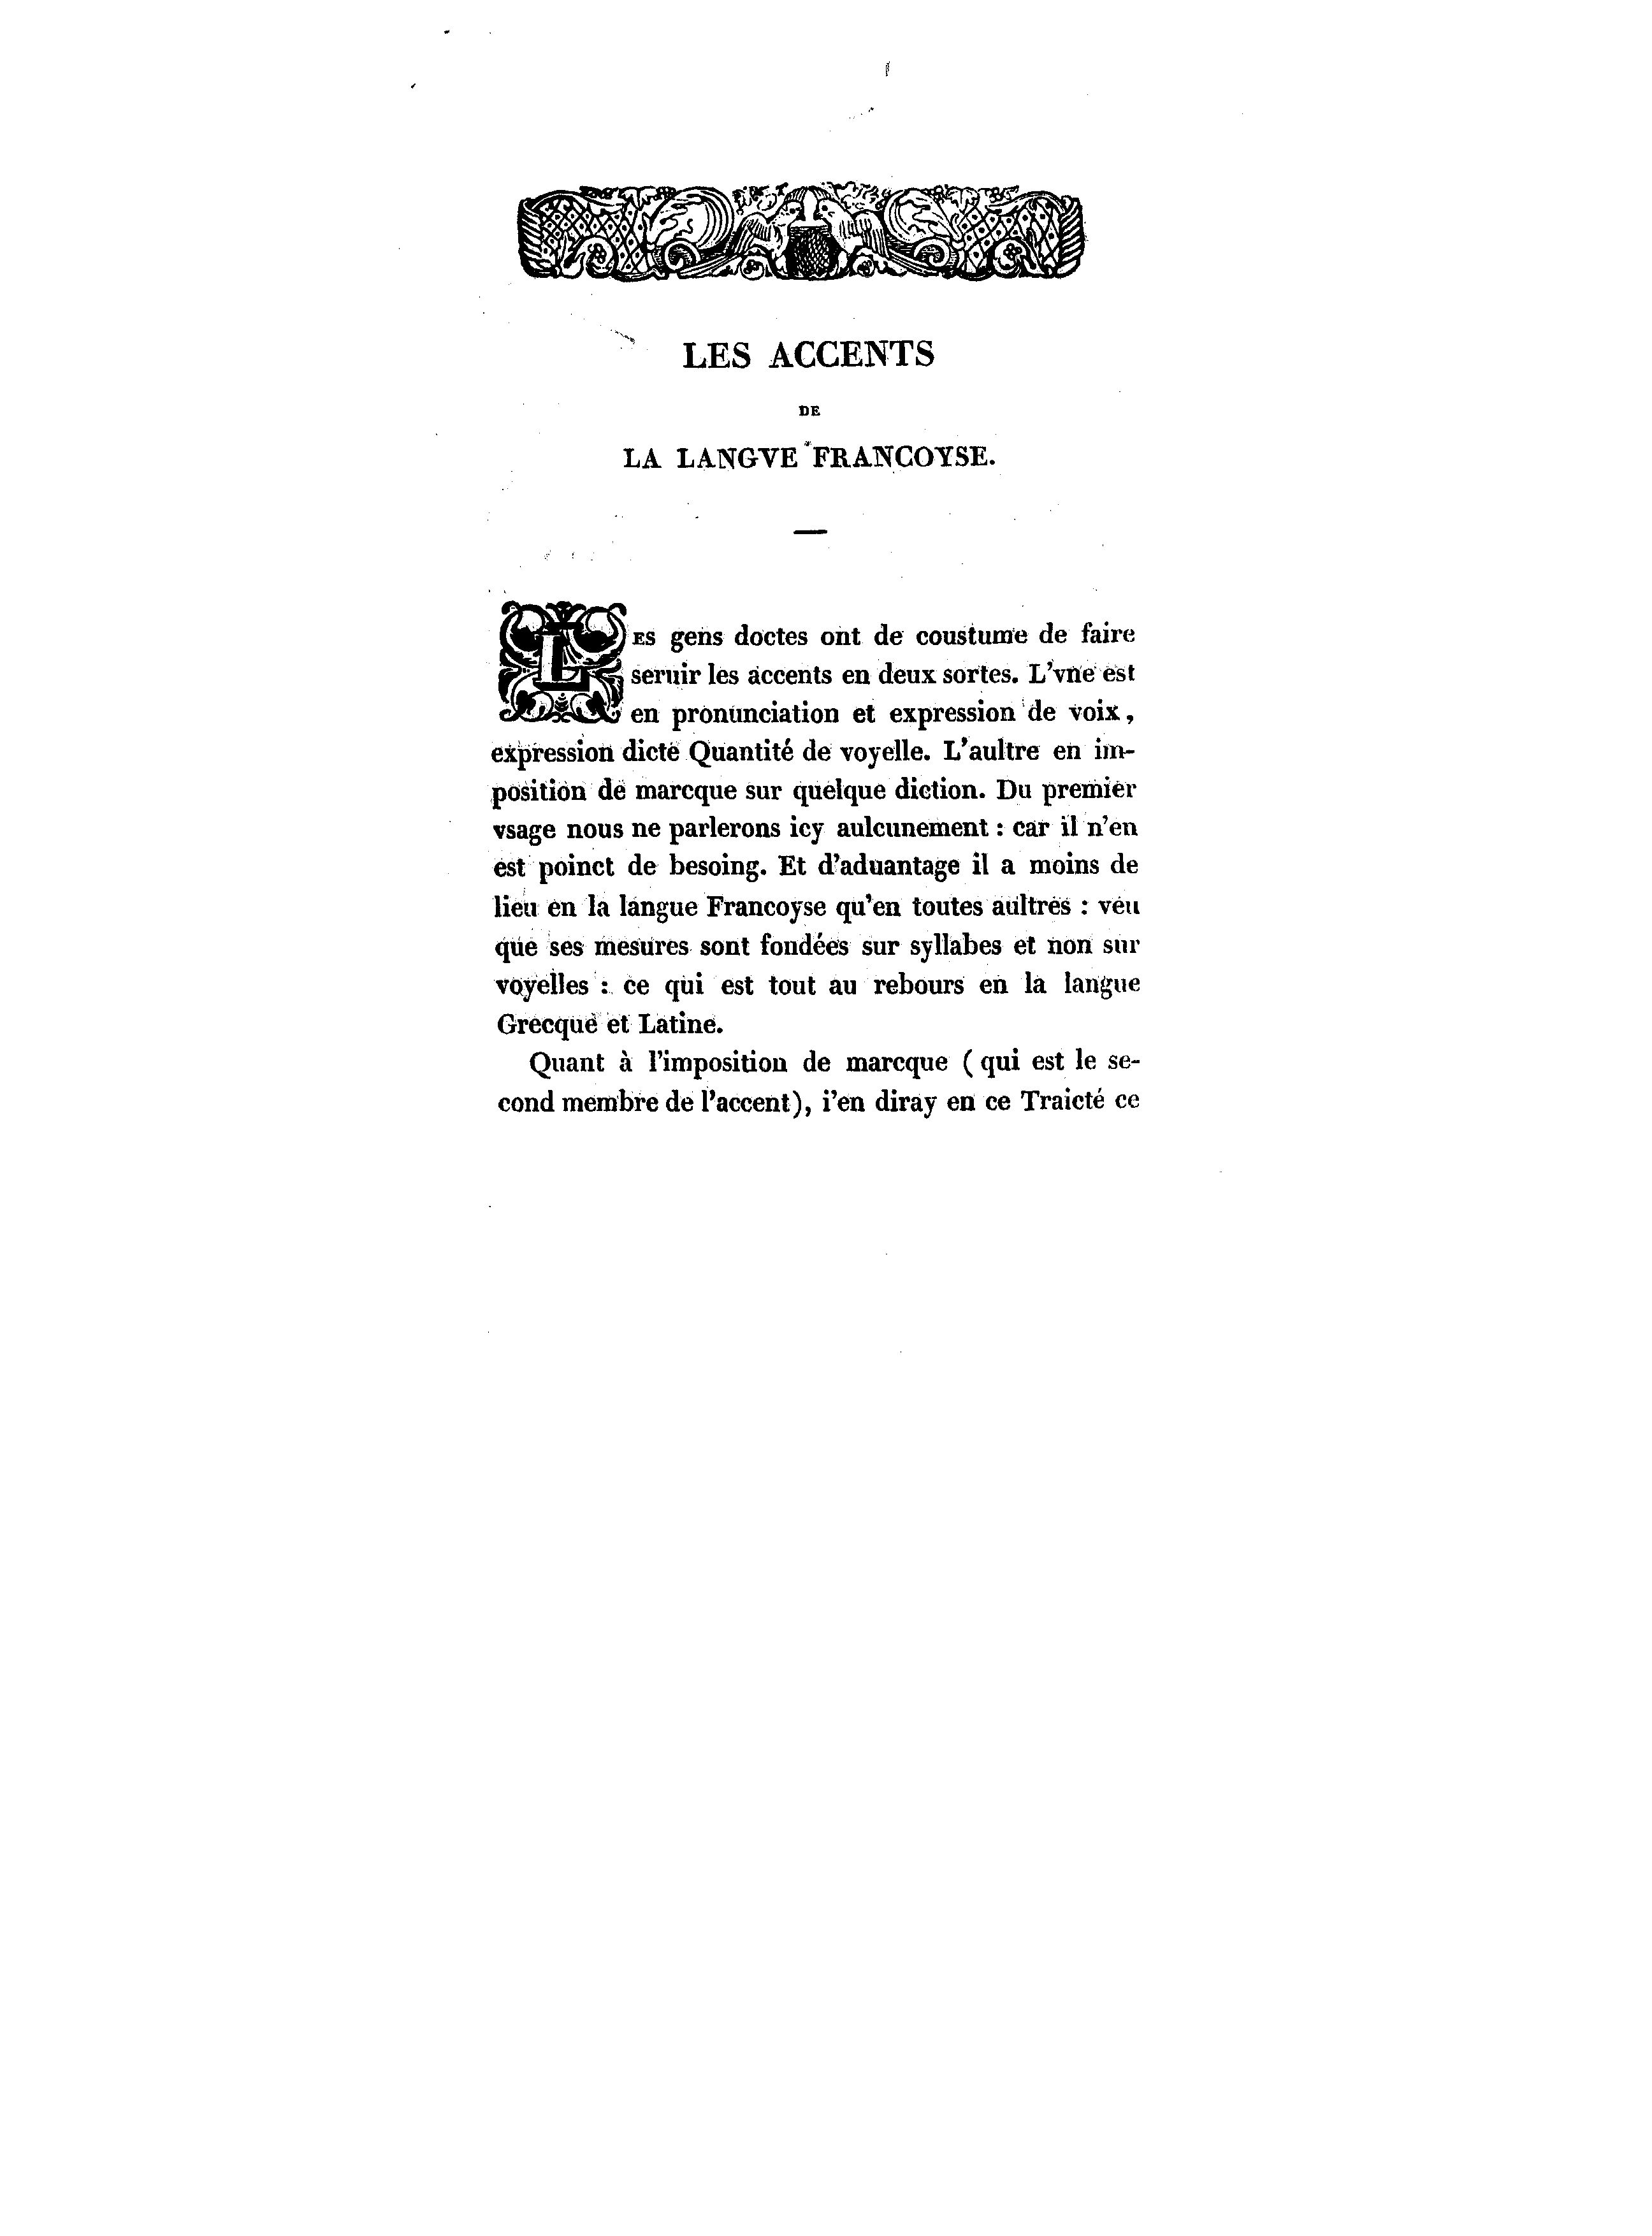 LES ACCENTS
DE
LA LANGVE FRANCOYSE.
LES gens doctes ont de coustume de faire
seruir les accents en deux sortes. L'vne est
en pronunciation et expression de voix,
expression dicte Quantité de voyelle. L'aultre en im-
position de marcque sur quelque diction. Du premier
vsage nous ne parlerons icy aulcunement : car il n'en
est poinct de besoing. Et d'aduantage il a moins de
lieu en la langue Francoyse qu'en toutes aultres : veu
que ses mesures sont fondées sur syllabes et non sur
voyelles : ce qui est tout au rebours en la langue
Grecque et Latine.
Quant à l'imposition de marcque ( qui est le se-
cond membre de l'accent), i'en diray en ce Traicté ce